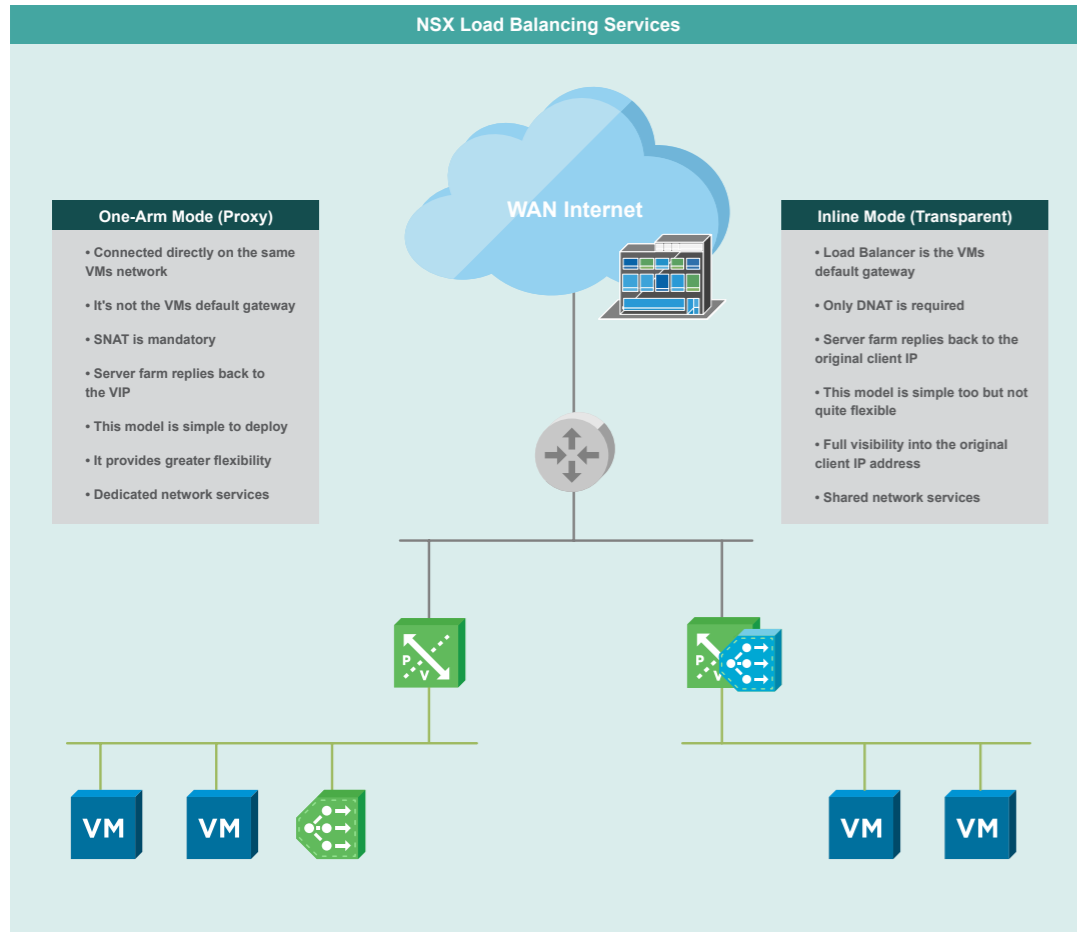 NSX Load Balancing Services
WAN Internet
One-Arm Mode (Proxy)
• Connected directly on the same
VMs network
• It's not the VMs default gateway
• SNAT is mandatory
• Server farm replies back to
the VIP
• This model is simple to deploy
• It provides greater flexibility
• Dedicated network services
Inline Mode (Transparent)
• Load Balancer is the VMs
default gateway
• Only DNAT is required
• Server farm replies back to the
original client IP
• This model is simple too but not
quite flexible
• Full visibility into the original
client IP address
• Shared network services
P
V
P
V
VM
VM
VM
VM